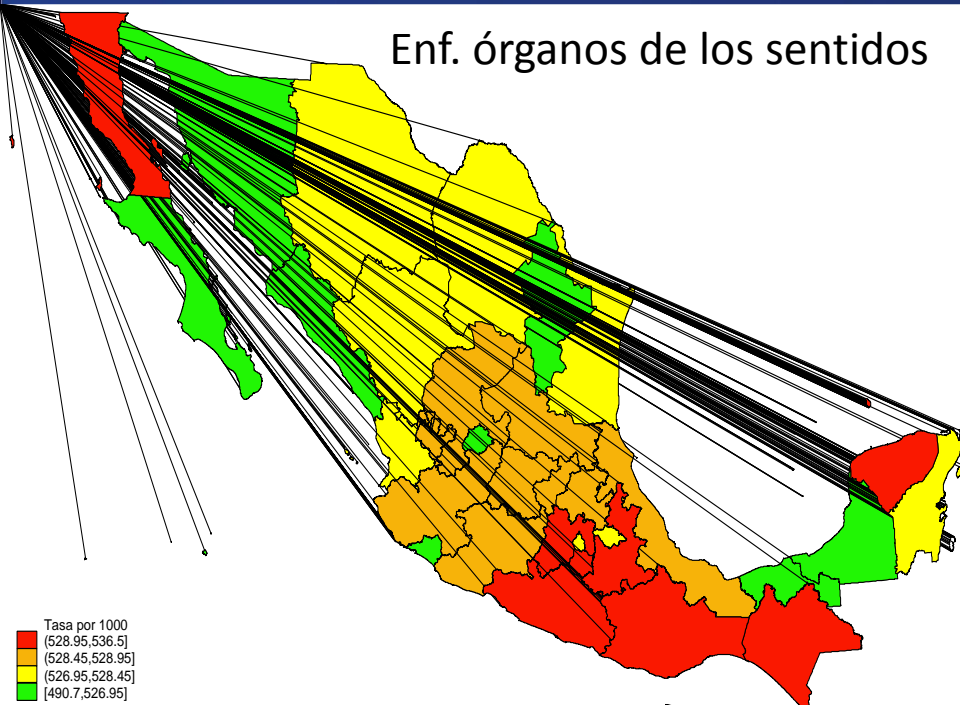 Enf. órganos de los sentidos
Tasa por 1000
(528.95,536.5]
(528.45,528.95]
(526.95,528.45]
[490.7,526.95]